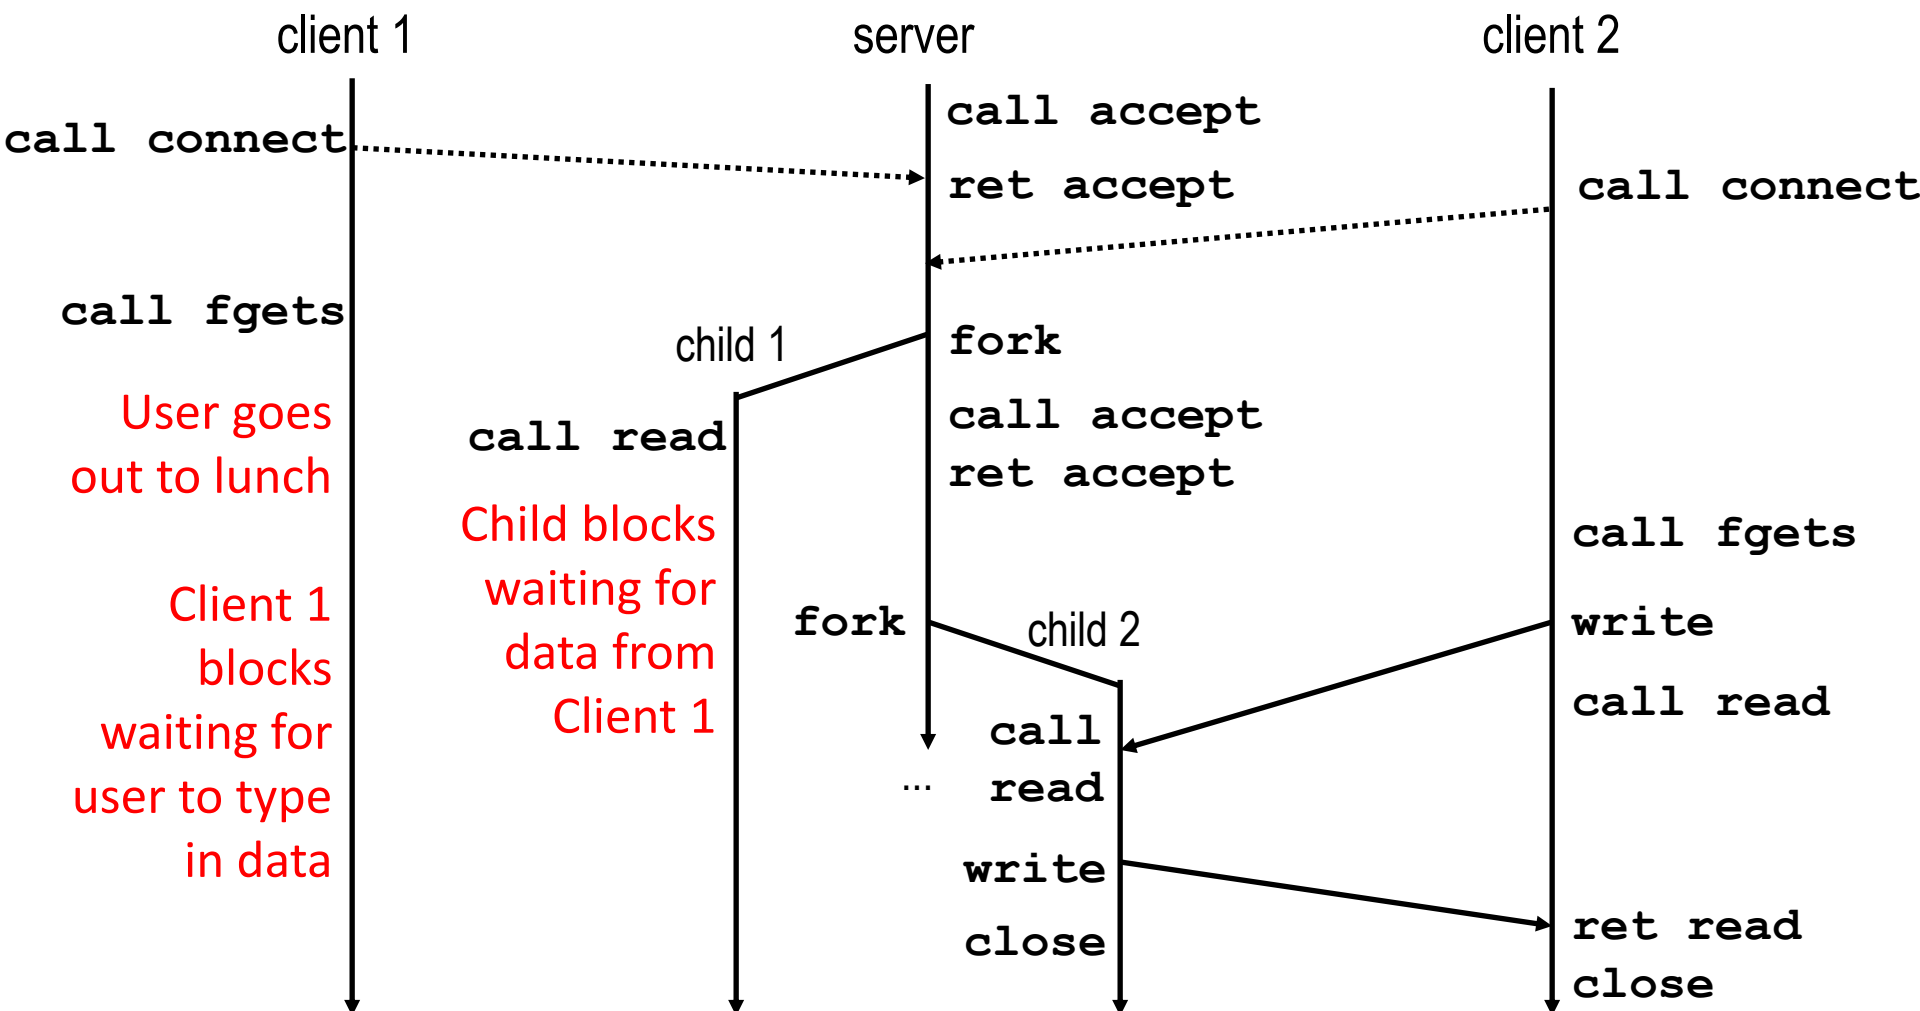 client 1
server
client 2
call connect
call accept
ret accept
call connect
call fgets
child 1
fork
User goes
out to lunch
call read
call accept
ret accept
Child blocks
waiting for
data from
Client 1
call fgets
Client 1
blocks
waiting for
user to type
in data
fork
child 2
write
call read
call
read
...
write
close
ret read
close